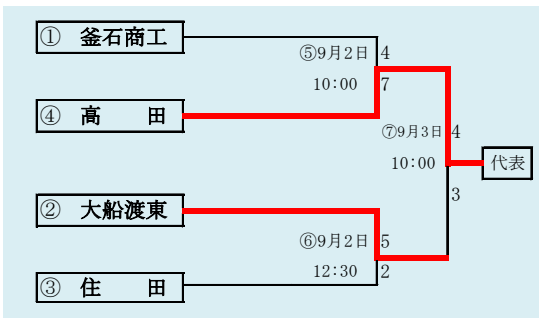 ① 釜石商工
⑤9月2日 4
10:00 7
④ 高 田
⑦9月3日 4
10:00
代表
3
② 大船渡東
⑥9月2日 5
12:30 2
③ 住 田